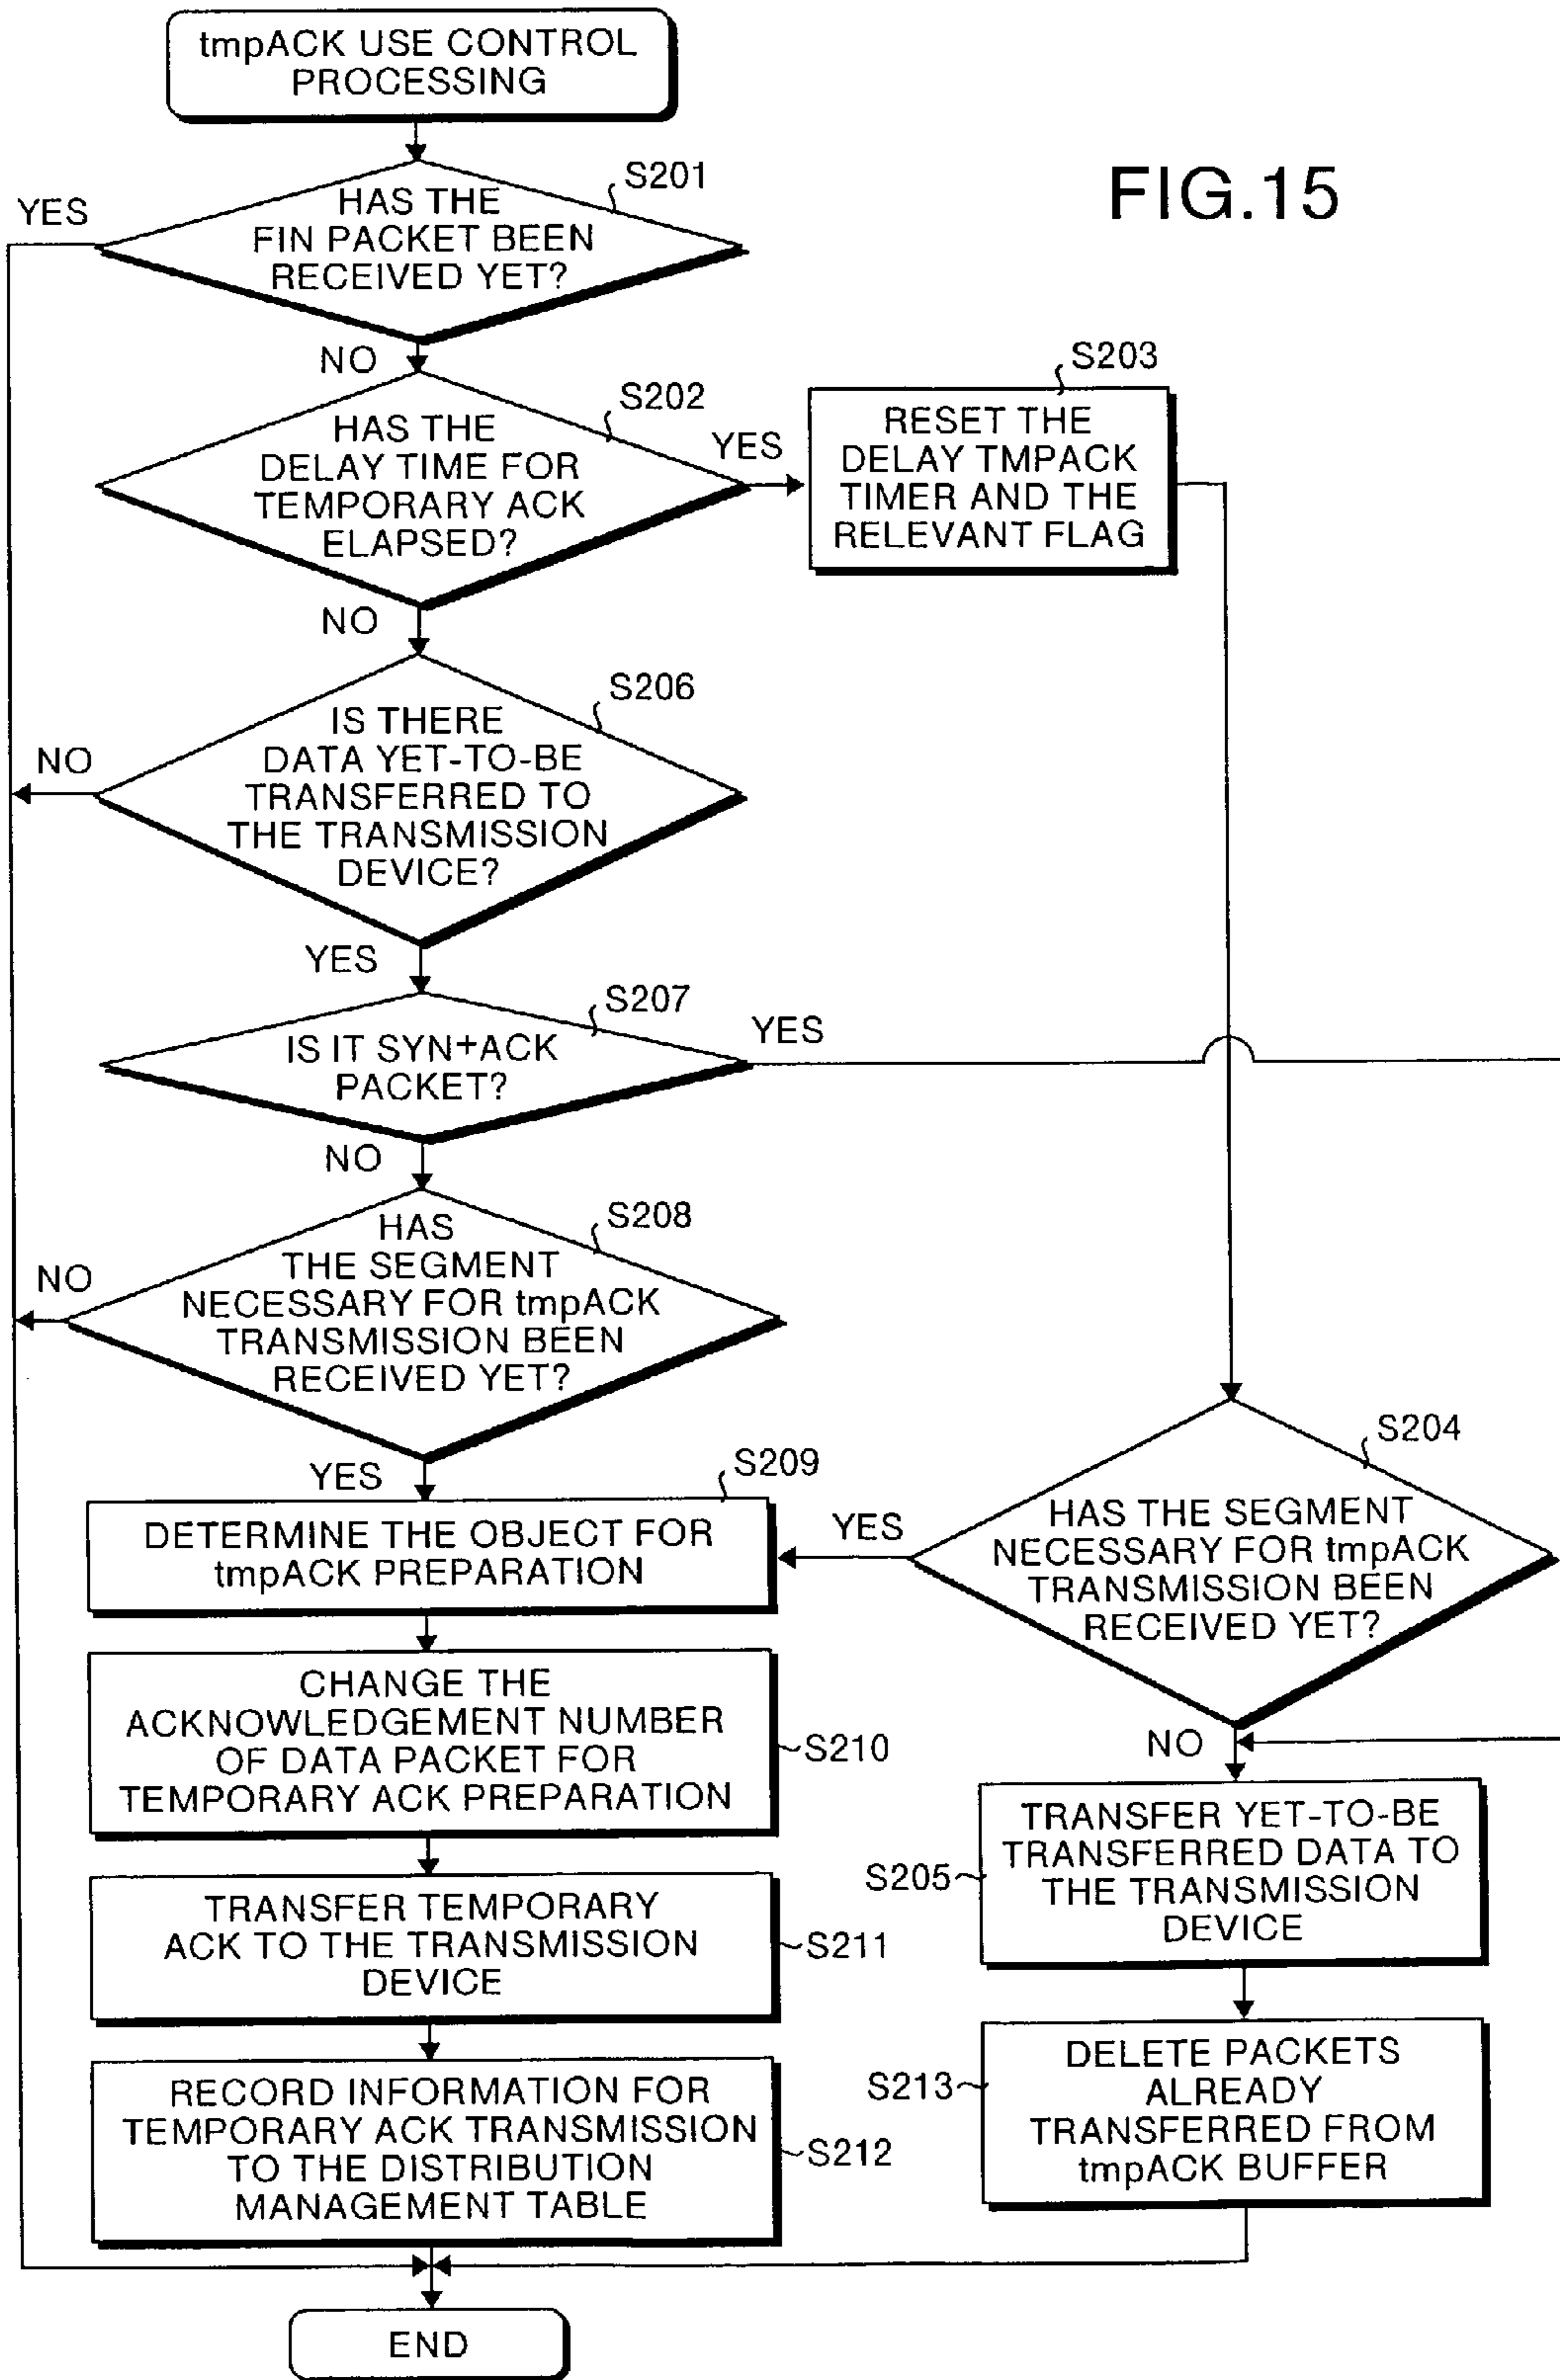 tmpACK USE CONTROL
PROCESSING
FIG.15
S201
YES
HAS THE
FIN PACKET BEEN
RECEIVED YET?
NO
S202
HAS THE
DELAY TIME FOR
TEMPORARY ACK
ELAPSED?
YES
S203
RESET THE
DELAY TMPACK
TIMER AND THE
RELEVANT FLAG
NO
S206
IS THERE
DATA YET-TO-BE
TRANSFERRED TO
THE TRANSMISSION
DEVICE?
NO
YES
S207
IS IT SYN+ACK
PACKET?
YES
NO
S208
HAS
THE SEGMENT
NECESSARY FOR tmpACK
TRANSMISSION BEEN
RECEIVED YET?
NO
YES
S209
DETERMINE THE OBJECT FOR
tmpACK PREPARATION
S204
HAS THE SEGMENT
NECESSARY FOR tmpACK
TRANSMISSION BEEN
RECEIVED YET?
YES
NO
CHANGE THE
ACKNOWLEDGEMENT NUMBER
OF DATA PACKET FOR
TEMPORARY ACK PREPARATION
S210
TRANSFER YET-TO-BE
TRANSFERRED DATA TO
THE TRANSMISSION
DEVICE
S205
TRANSFER TEMPORARY
ACK TO THE TRANSMISSION
DEVICE
S211
DELETE PACKETS
ALREADY
TRANSFERRED FROM
tmpACK BUFFER
S213
RECORD INFORMATION FOR
TEMPORARY ACK TRANSMISSION
TO THE DISTRIBUTION
MANAGEMENT TABLE
S212
END